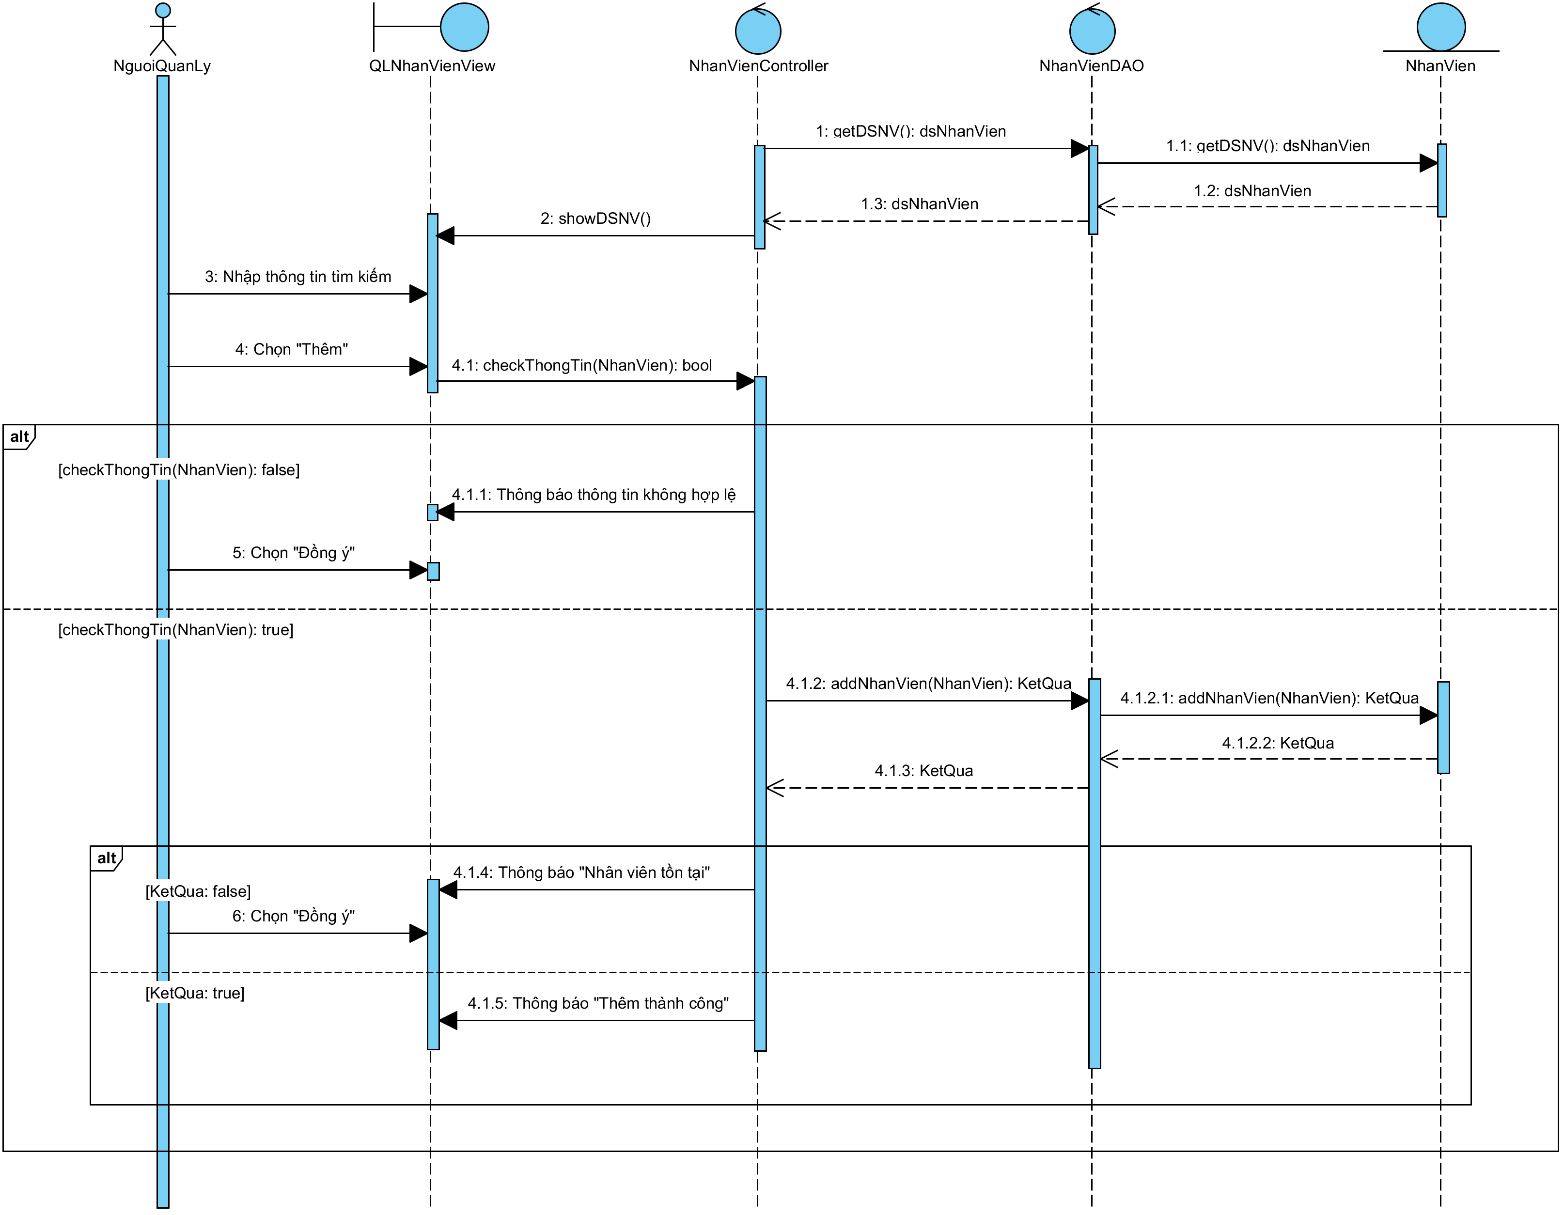 NguoiQuanLy
QLNhanVienView
NhanVienController
NhanVienDAO
NhanVien
1: getDSNV(): dsNhanVien
1.1: getDSNV(): dsNhanVien
1.2: dsNhanVien
1.3: dsNhanVien
2: showDSNV()
3: Nhập thông tin tìm kiếm
4: Chọn "Thêm"
4.1: checkThongTin(NhanVien): bool
alt
[checkThongTin(NhanVien): false]
4.1.1: Thông báo thông tin không hợp lệ
5: Chọn "Đồng ý"
[checkThongTin(NhanVien): true]
4.1.2: addNhanVien(NhanVien): KetQua
4.1.2.1: addNhanVien(NhanVien): KetQua
4.1.2.2: KetQua
4.1.3: KetQua
alt
4.1.4: Thông báo "Nhân viên tồn tại"
[KetQua: false]
6: Chọn "Đồng ý"
[KetQua: true]
4.1.5: Thông báo "Thêm thành công"